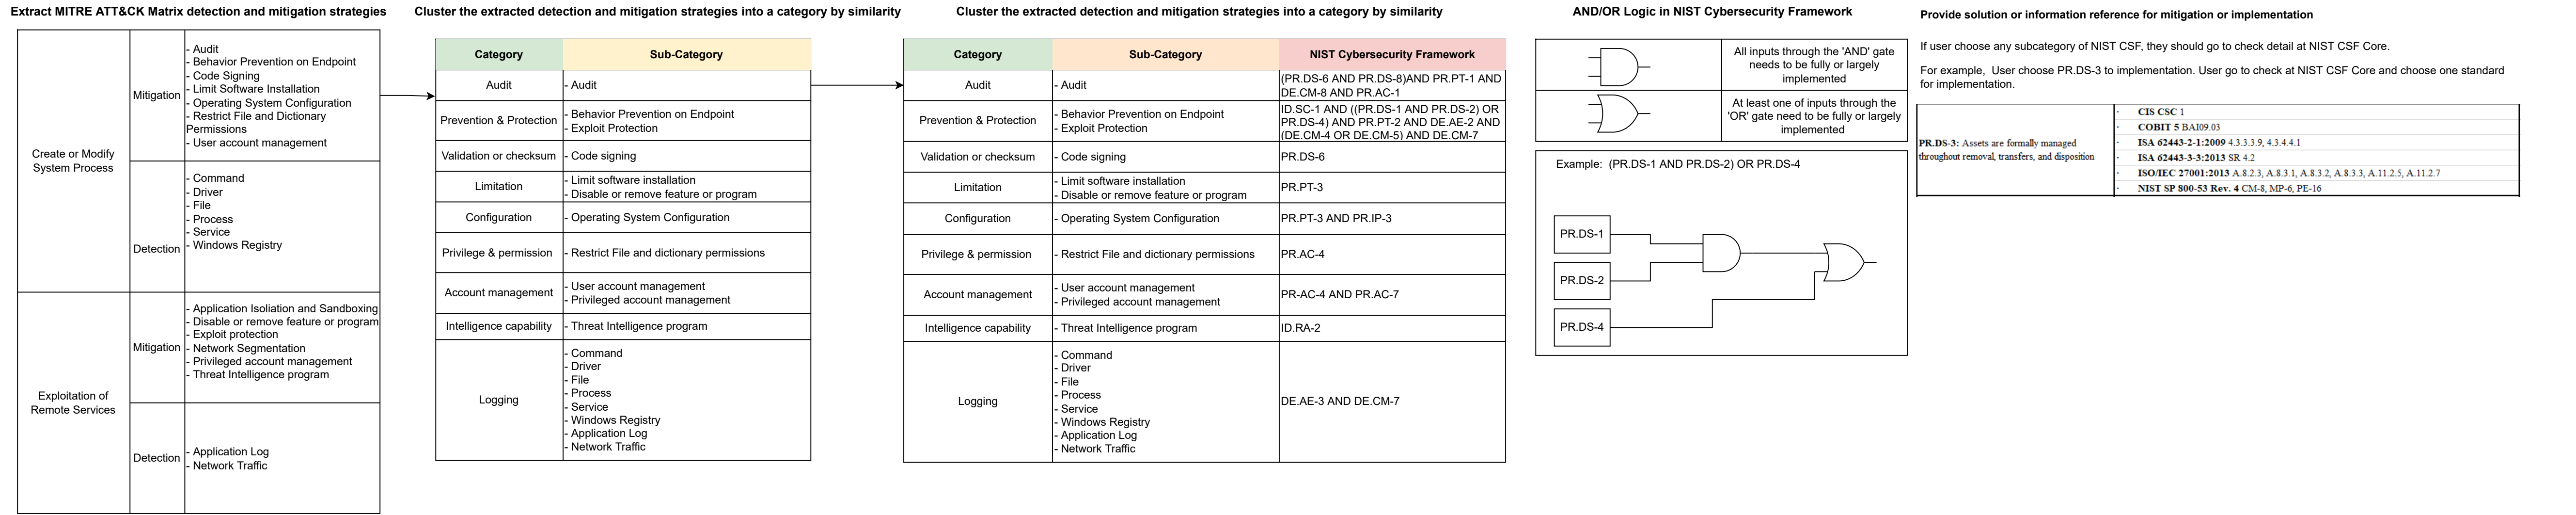 Extract MITRE ATT&CK Matrix detection and mitigation strategies
Create or Modify
System Process
Mitigation
- Audit
- Behavior Prevention on Endpoint
- Code Signing
- Limit Software Installation
- Operating System Configuration
- Restrict File and Dictionary
Permissions
- User account management
Detection
- Command
- Driver
- File
- Process
- Service
- Windows Registry
Exploitation of
Remote Services
Mitigation
- Application Isoliation and Sandboxing
- Disable or remove feature or program
- Exploit protection
- Network Segmentation
- Privileged account management
- Threat Intelligence program
Detection
- Application Log
- Network Traffic
Cluster the extracted detection and mitigation strategies into a category by similarity
Category
Sub-Category
Audit
- Audit
Prevention & Protection
- Behavior Prevention on Endpoint
- Exploit Protection
Validation or checksum
- Code signing
Limitation
- Limit software installation
- Disable or remove feature or program
Configuration
- Operating System Configuration
Privilege & permission
- Restrict File and dictionary permissions
Account management
- User account management
- Privileged account management
Intelligence capability
- Threat Intelligence program
Logging
- Command
- Driver
- File
- Process
- Service
- Windows Registry
- Application Log
- Network Traffic
Cluster the extracted detection and mitigation strategies into a category by similarity
Category
Sub-Category
NIST Cybersecurity Framework
Audit
- Audit
(PR.DS-6 AND PR.DS-8)AND PR.PT-1 AND
DE.CM-8 AND PR.AC-1
Prevention & Protection
- Behavior Prevention on Endpoint
- Exploit Protection
ID.SC-1 AND ((PR.DS-1 AND PR.DS-2) OR
PR.DS-4) AND PR.PT-2 AND DE.AE-2 AND
(DE.CM-4 OR DE.CM-5) AND DE.CM-7
Validation or checksum
- Code signing
PR.DS-6
Limitation
- Limit software installation
- Disable or remove feature or program
PR.PT-3
Configuration
- Operating System Configuration
PR.PT-3 AND PR.IP-3
Privilege & permission
- Restrict File and dictionary permissions
PR.AC-4
Account management
- User account management
- Privileged account management
PR-AC-4 AND PR.AC-7
Intelligence capability
- Threat Intelligence program
ID.RA-2
Logging
- Command
- Driver
- File
- Process
- Service
- Windows Registry
- Application Log
- Network Traffic
DE.AE-3 AND DE.CM-7
AND/OR Logic in NIST Cybersecurity Framework
All inputs through the 'AND' gate
needs to be fully or largely
implemented
At least one of inputs through the
'OR' gate need to be fully or largely
implemented
Example: (PR.DS-1 AND PR.DS-2) OR PR.DS-4
PR.DS-1
PR.DS-2
PR.DS-4
Provide solution or information reference for mitigation or implementation
If user choose any subcategory of NIST CSF, they should go to check detail at NIST CSF Core.
For example, User choose PR.DS-3 to implementation. User go to check at NIST CSF Core and choose one standard
for implementation.
PR.DS-3: Assets are formally managed
throughout removal, transfers, and disposition
· CIS CSC 1
· COBIT 5 BAI09.03
· ISA 62443-2-1:2009 4.3.3.3.9, 4.3.4.4.1
· ISA 62443-3-3:2013 SR 4.2
· ISO/IEC 27001:2013 A.8.2.3, A.8.3.1, A.8.3.2, A.8.3.3, A.11.2.5, A.11.2.7
· NIST SP 800-53 Rev. 4 CM-8, MP-6, PE-16